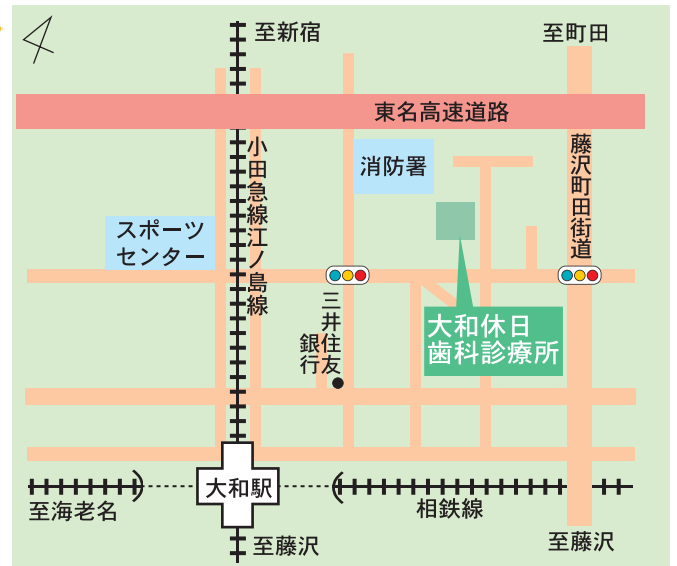 至新宿
至町田
東名高速道路
小田急線江ノ島線
消防署
藤沢町田街道
スポーツ
センター
三井住友
銀行
大和休日
歯科診療所
大和駅
至海老名
相鉄線
至藤沢
至藤沢